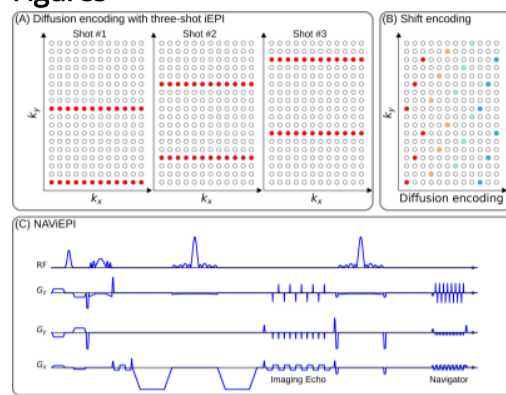 Figures
(A) Diffusion encoding with three-shot iEPI
Shot #1
Shot #2
Shot #3
ky
kx
kx
kx
(B) Shift encoding
ky
Diffusion encoding
(C) NAViEPI
RF
Gz
Gy
Gx
Imaging Echo
Navigator